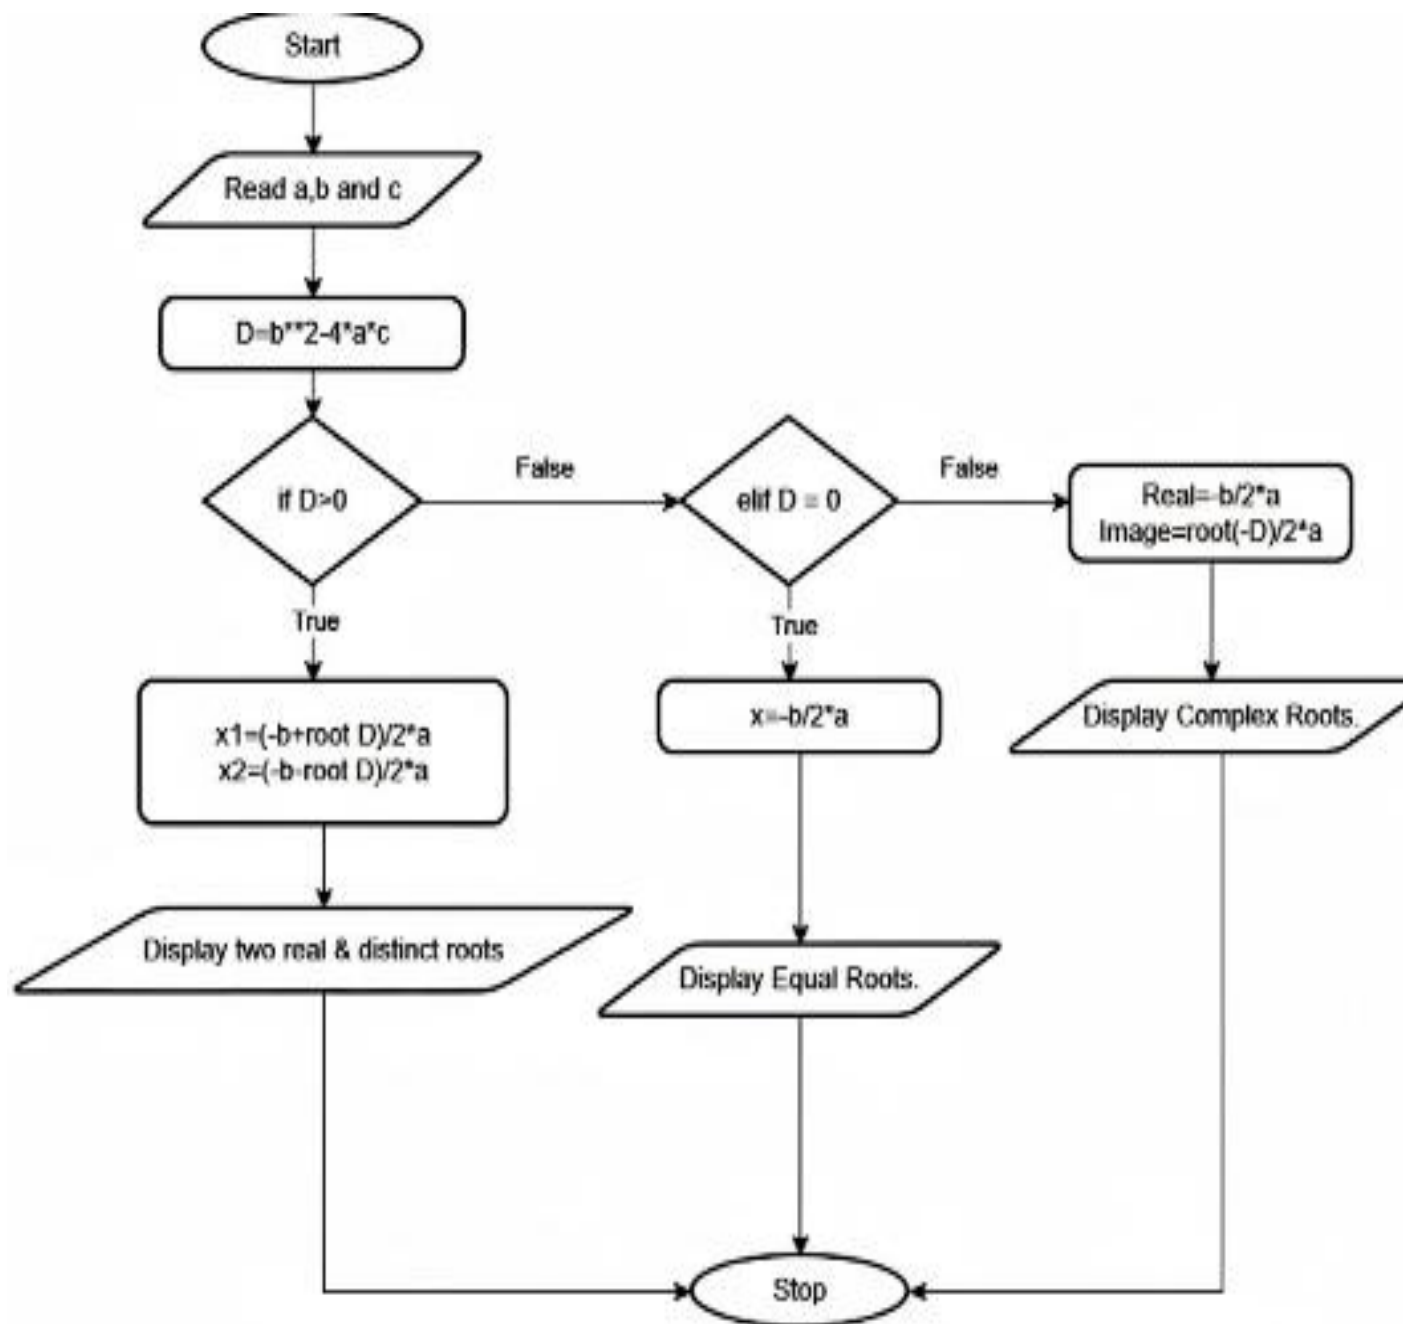 Start
Read a,b and c
D=b**2-4*a*c
if D>0
False
elif D = 0
False
Real=-b/2*a
Image=root(-D)/2*a
True
True
x1=(-b+root D)/2*a
x2=(-b-root D)/2*a
x=-b/2*a
Display Complex Roots.
Display two real & distinct roots
Display Equal Roots.
Stop